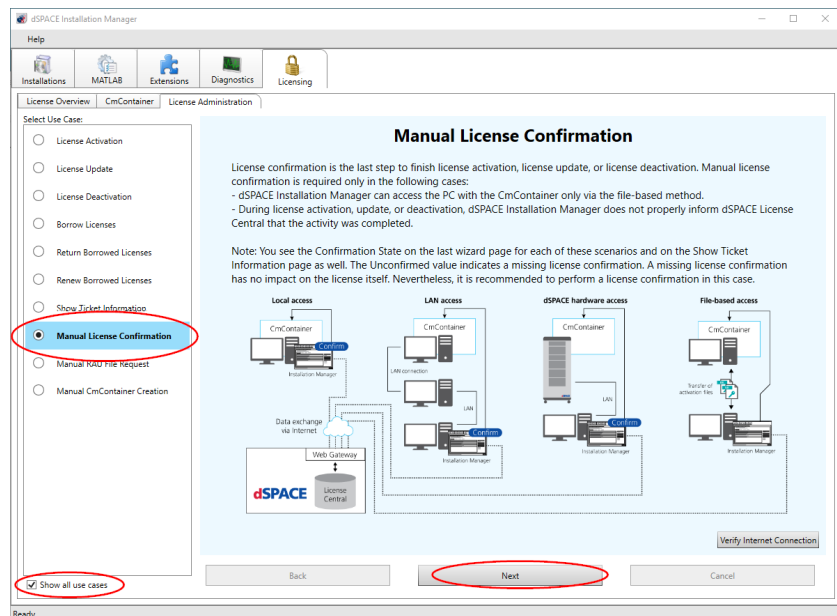 dSPACE Installation Manager
Help
Installations
MATLAB
Extensions
Diagnostics
Licensing
License Overview
CmContainer
License Administration
Select Use Case:
License Activation
License Update
License Deactivation
Borrow Licenses
Return Borrowed Licenses
Renew Borrowed Licenses
Show Ticket Information
Manual License Confirmation
Manual RAU File Request
Manual CmContainer Creation
Show all use cases
Manual License Confirmation
License confirmation is the last step to finish license activation, license update, or license deactivation. Manual license
confirmation is required only in the following cases:
- dSPACE Installation Manager can access the PC with the CmContainer only via the file-based method.
- During license activation, update, or deactivation, dSPACE Installation Manager does not properly inform dSPACE License
Central that the activity was completed.
Note: You see the Confirmation State on the last wizard page for each of these scenarios and on the Show Ticket
Information page as well. The Unconfirmed value indicates a missing license confirmation. A missing license confirmation
has no impact on the license itself. Nevertheless, it is recommended to perform a license confirmation in this case.
Local access
CmContainer
Confirm
Installation Manager
LAN access
CmContainer
LAN connection
LAN
Confirm
Installation Manager
dSPACE hardware access
CmContainer
LAN
Confirm
Installation Manager
File-based access
CmContainer
Transfer of
activation files
Installation Manager
Data exchange
via Internet
Web Gateway
dSPACE
License
Central
Verify Internet Connection
Back
Next
Cancel
Ready